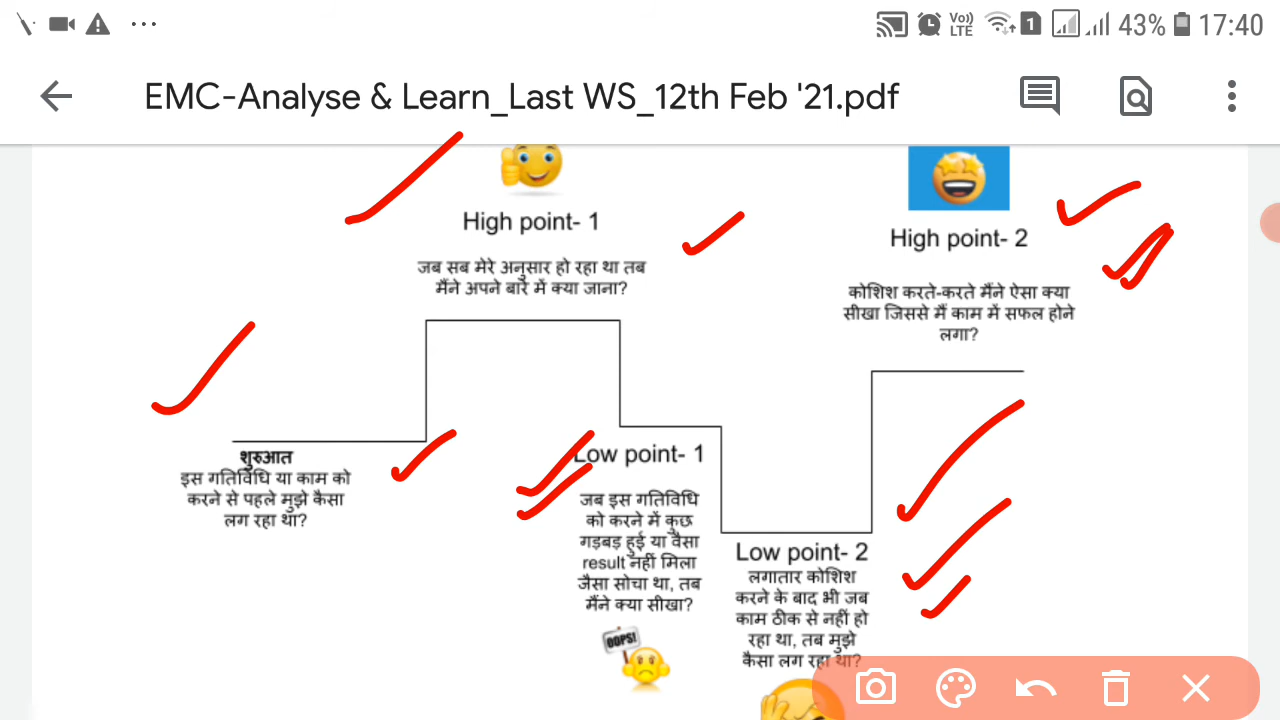 Vo)) LTE 1 43% 17:40
EMC-Analyse & Learn_Last WS_12th Feb '21.pdf
High point- 1
जब सब मेरे अनुसार हो रहा था तब
मैंने अपने बारे में क्या जाना?
High point- 2
कोशिश करते-करते मैंने ऐसा क्या
सीखा जिससे मैं काम में सफल होने
लगा?
शुरुआत
इस गतिविधि या काम को
करने से पहले मुझे कैसा
लग रहा था?
Low point- 1
जब इस गतिविधि
को करने में कुछ
गड़बड़ हुई या वैसा
result नहीं मिला
जैसा सोचा था, तब
मैंने क्या सीखा?
OOPS!
Low point- 2
लगातार कोशिश
करने के बाद भी जब
काम ठीक से नहीं हो
रहा था, तब मुझे
कैसा लग रहा था?